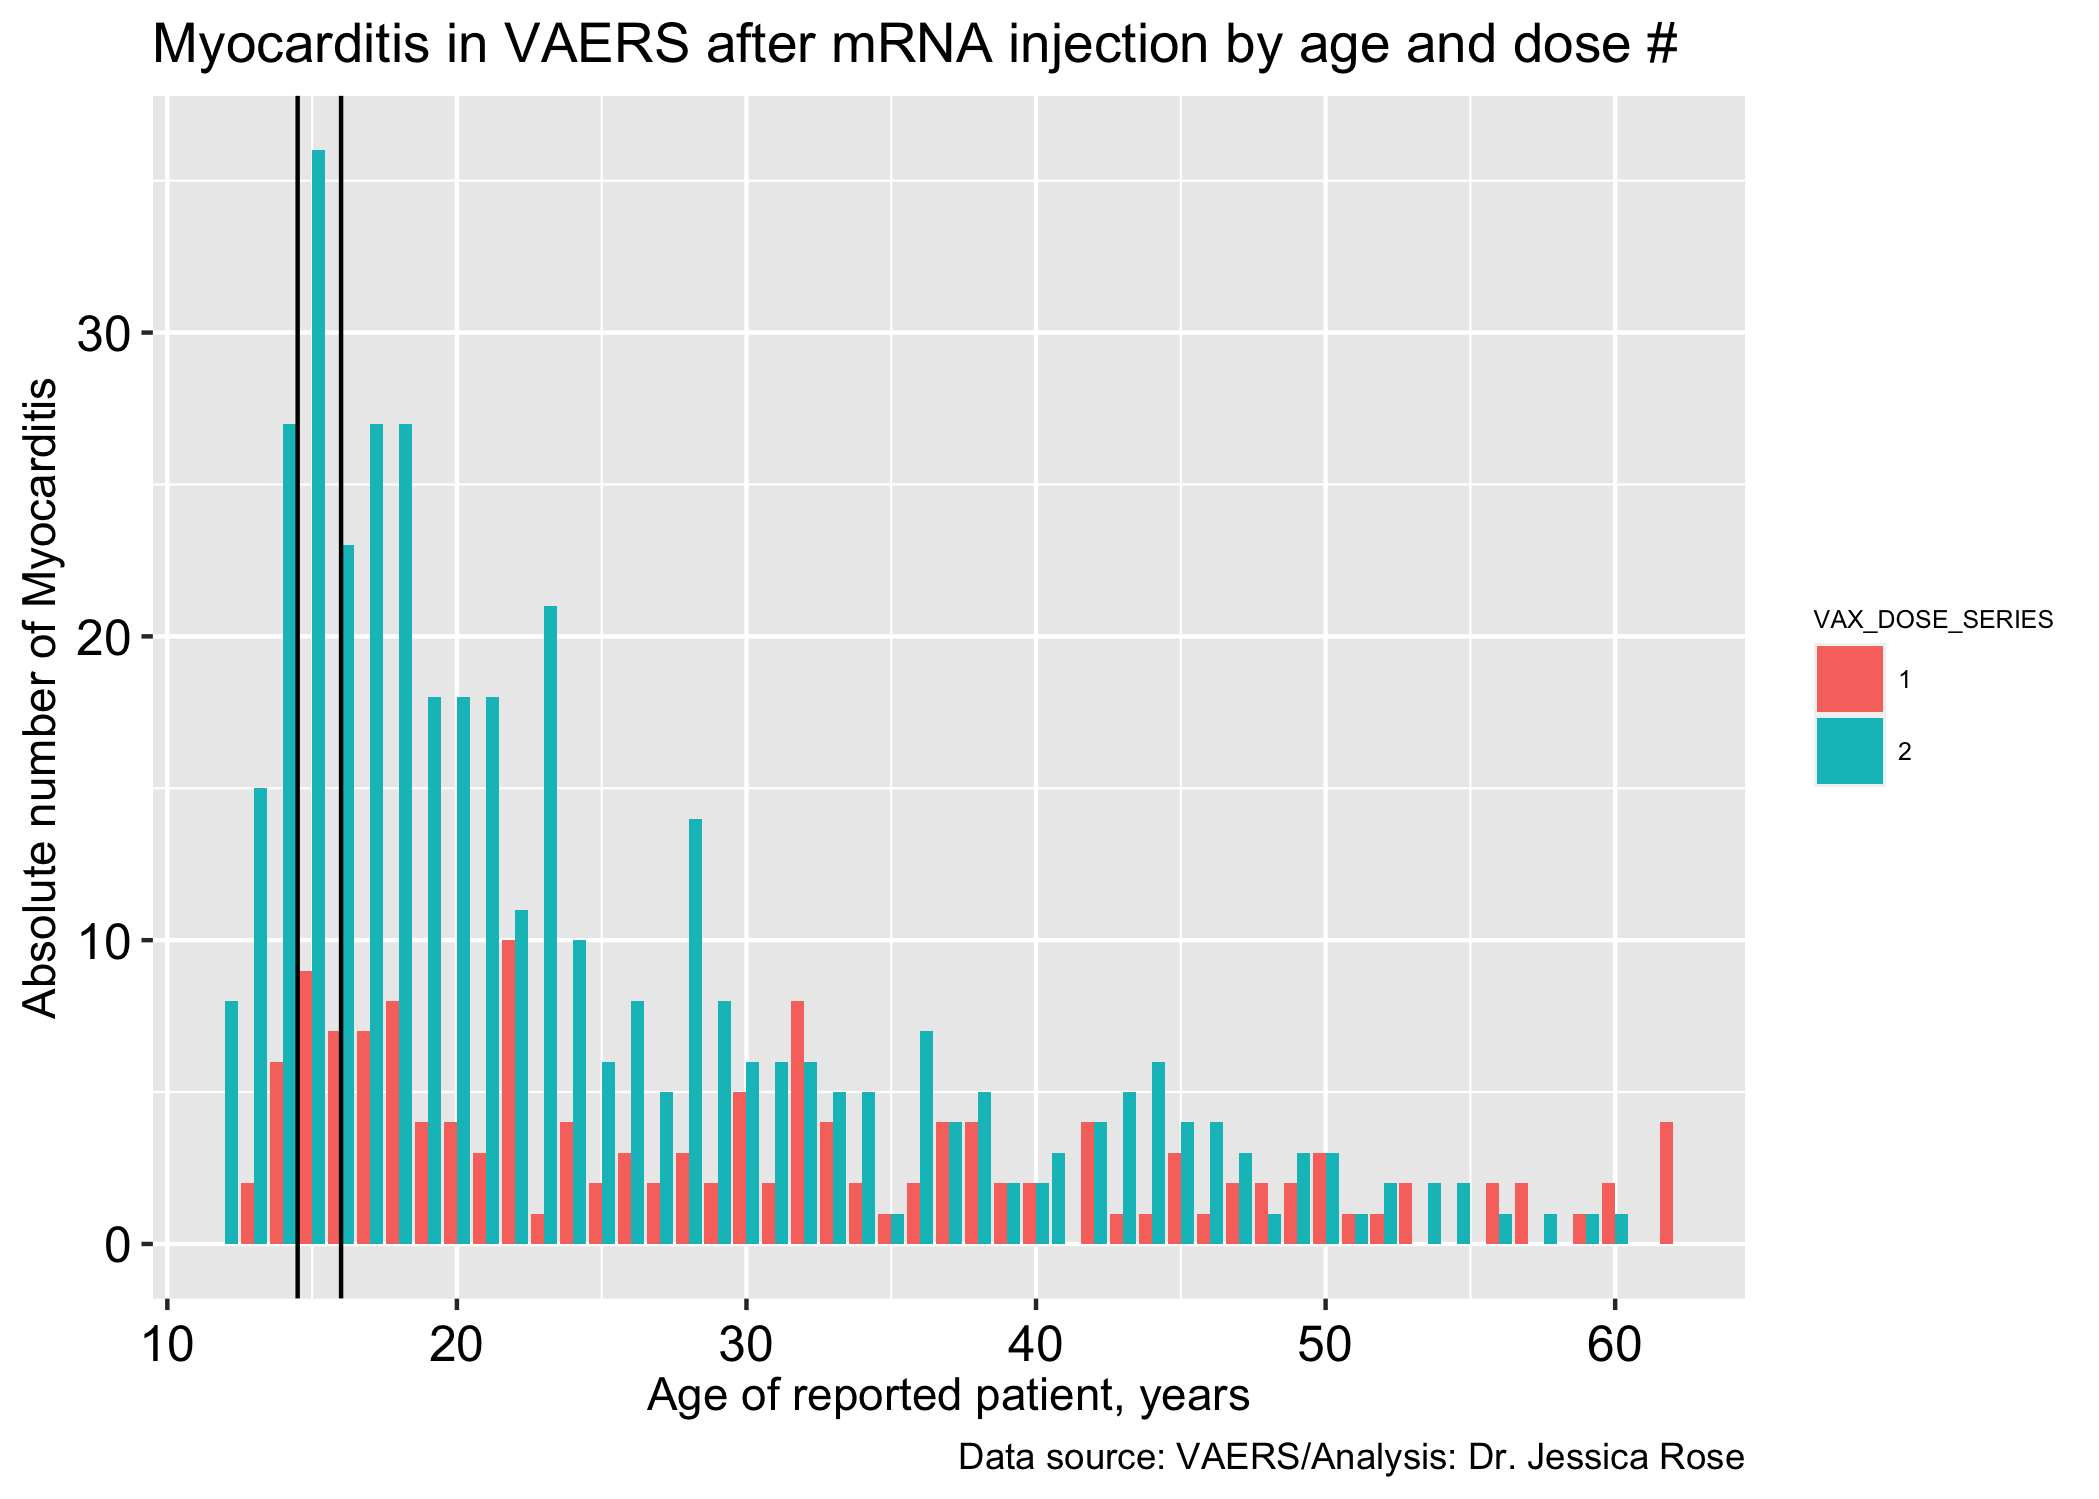 Myocarditis in VAERS after mRNA injection by age and dose #
Absolute number of Myocarditis
30
20
10
0
10 20 30 40 50 60
Age of reported patient, years
VAX_DOSE_SERIES
1
2
Data source: VAERS/Analysis: Dr. Jessica Rose